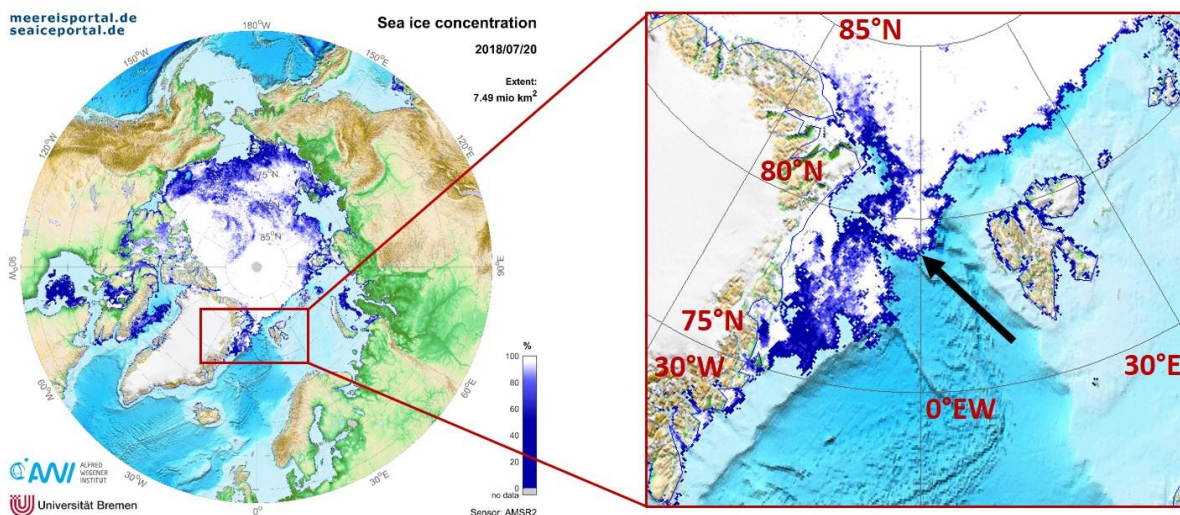 meereisportal.de
seaiceportal.de
Sea ice concentration
2018/07/20
Extent:
7.49 mio km²
180°W
150°W
150°E
120°W
120°E
90°W
90°E
60°W
60°E
30°W
30°E
0°
75°N
85°N
%
100
80
60
40
20
0
no data
Sensor: AMSR2
AWI
ALFRED
WEGENER
INSTITUT
Universität Bremen
85°N
80°N
75°N
30°W
30°E
0°EW